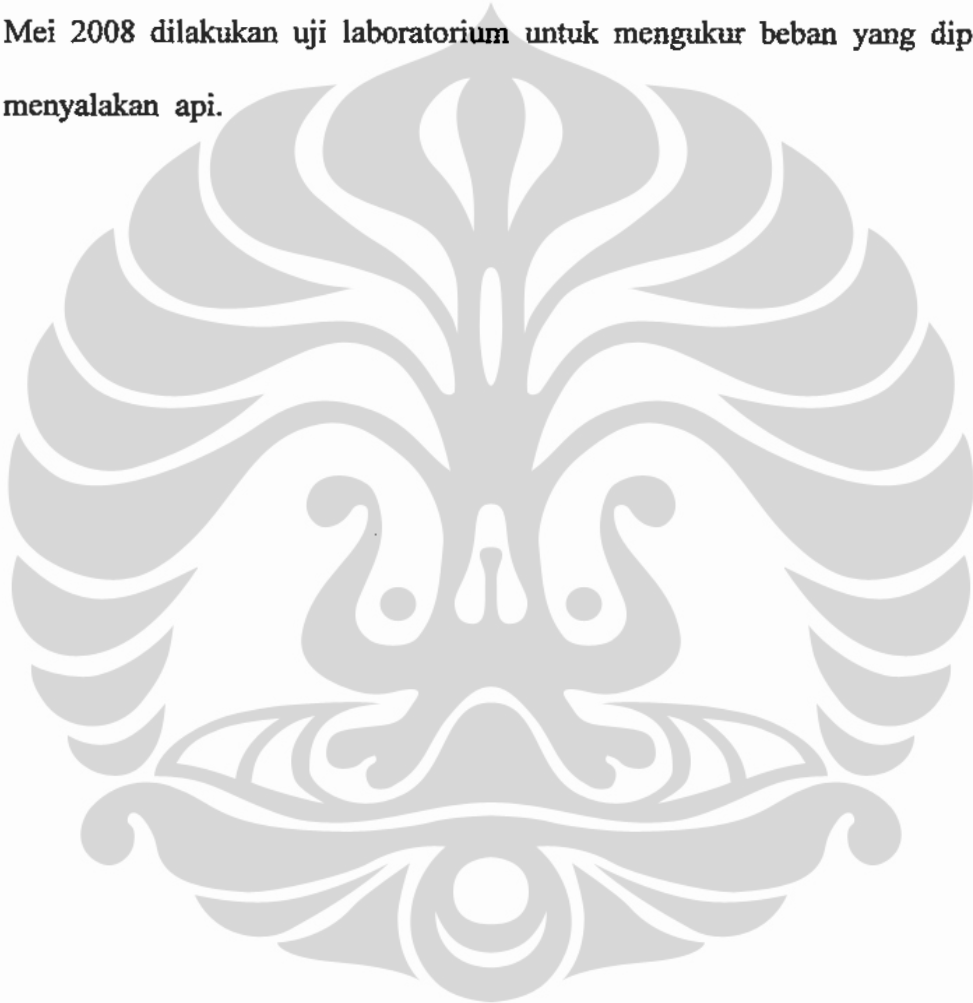 Mei 2008 dilakukan uji laboratorium untuk mengukur beban yang dip
menyalakan api.